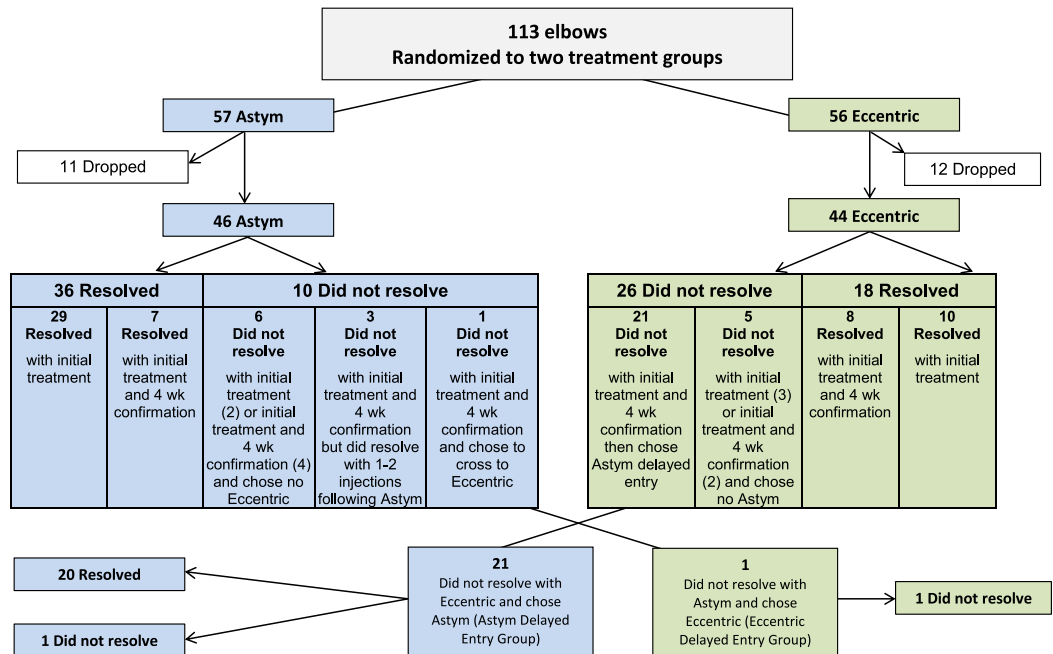 113 elbows
Randomized to two treatment groups
57 Astym
56 Eccentric
11 Dropped
12 Dropped
46 Astym
44 Eccentric
36 Resolved
10 Did not resolve
26 Did not resolve
18 Resolved
29
Resolved
with initial
treatment
7
Resolved
with initial
treatment
and 4 wk
confirmation
6
Did not
resolve
with initial
treatment
(2) or initial
treatment and
4 wk
confirmation (4)
and chose no
Eccentric
3
Did not
resolve
with initial
treatment and
4 wk
confirmation
but did resolve
with 1-2
injections
following Astym
1
Did not
resolve
with initial
treatment and
4 wk
confirmation
and chose to
cross to
Eccentric
21
Did not
resolve
with initial
treatment and
4 wk
confirmation
then chose
Astym delayed
entry
5
Did not
resolve
with initial
treatment (3)
or initial
treatment and
4 wk
confirmation
(2) and chose
no Astym
8
Resolved
with initial
treatment
and 4 wk
confirmation
10
Resolved
with initial
treatment
20 Resolved
1 Did not resolve
21
Did not resolve with
Eccentric and chose
Astym (Astym Delayed
Entry Group)
1
Did not resolve with
Astym and chose
Eccentric (Eccentric
Delayed Entry Group)
1 Did not resolve